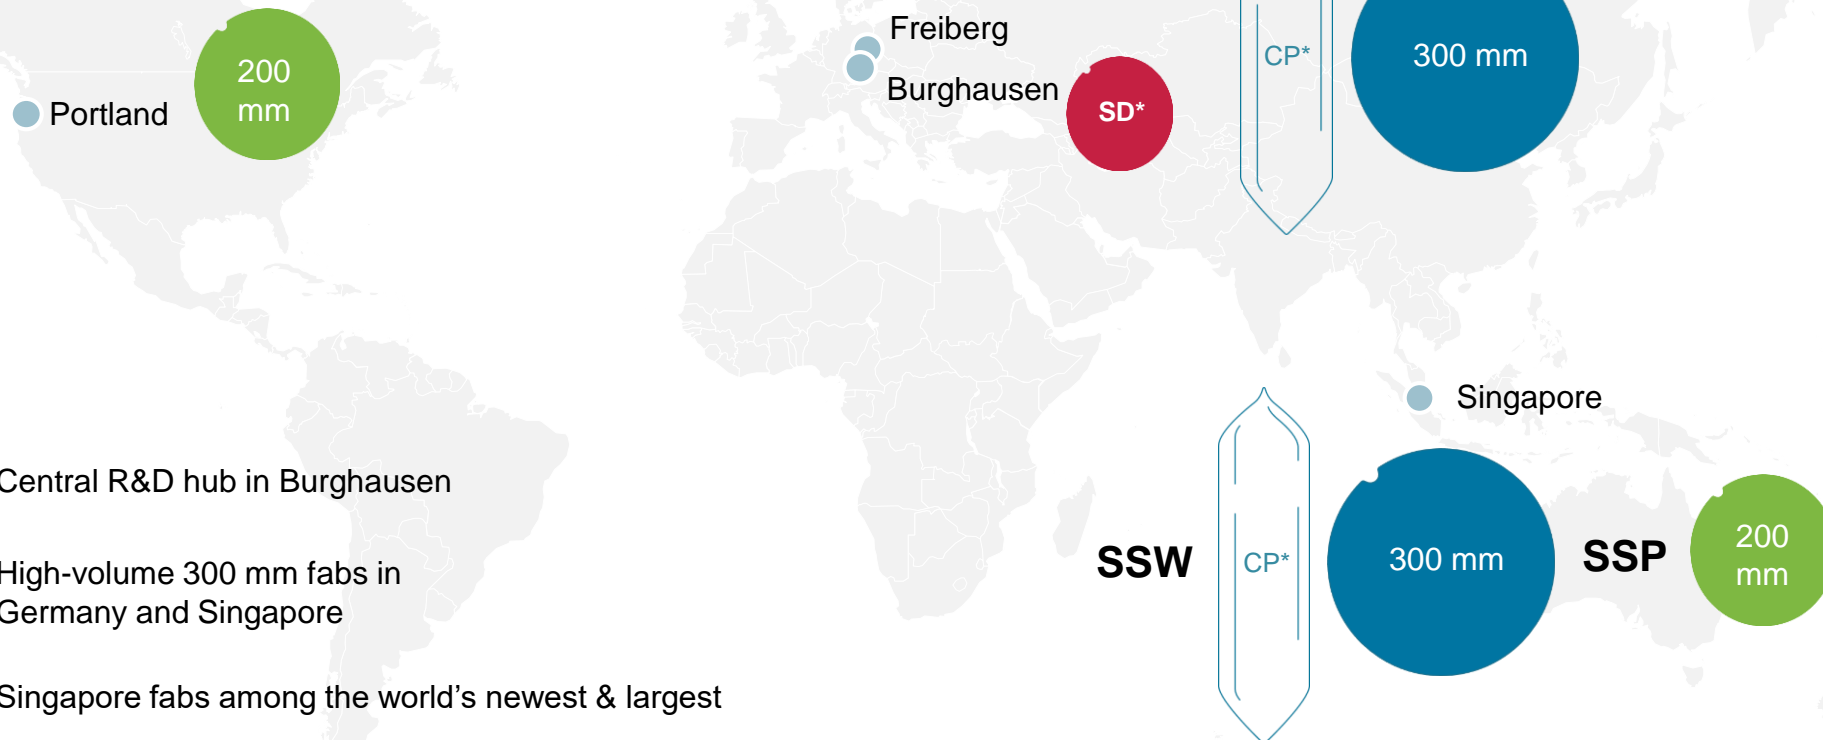 Freiberg
CP*
300 mm
200
mm
Portland
Burghausen
SD*
Singapore
Central R&D hub in Burghausen
High-volume 300 mm fabs in
Germany and Singapore
SSW
CP*
300 mm
SSP
200
mm
Singapore fabs among the world’s newest & largest